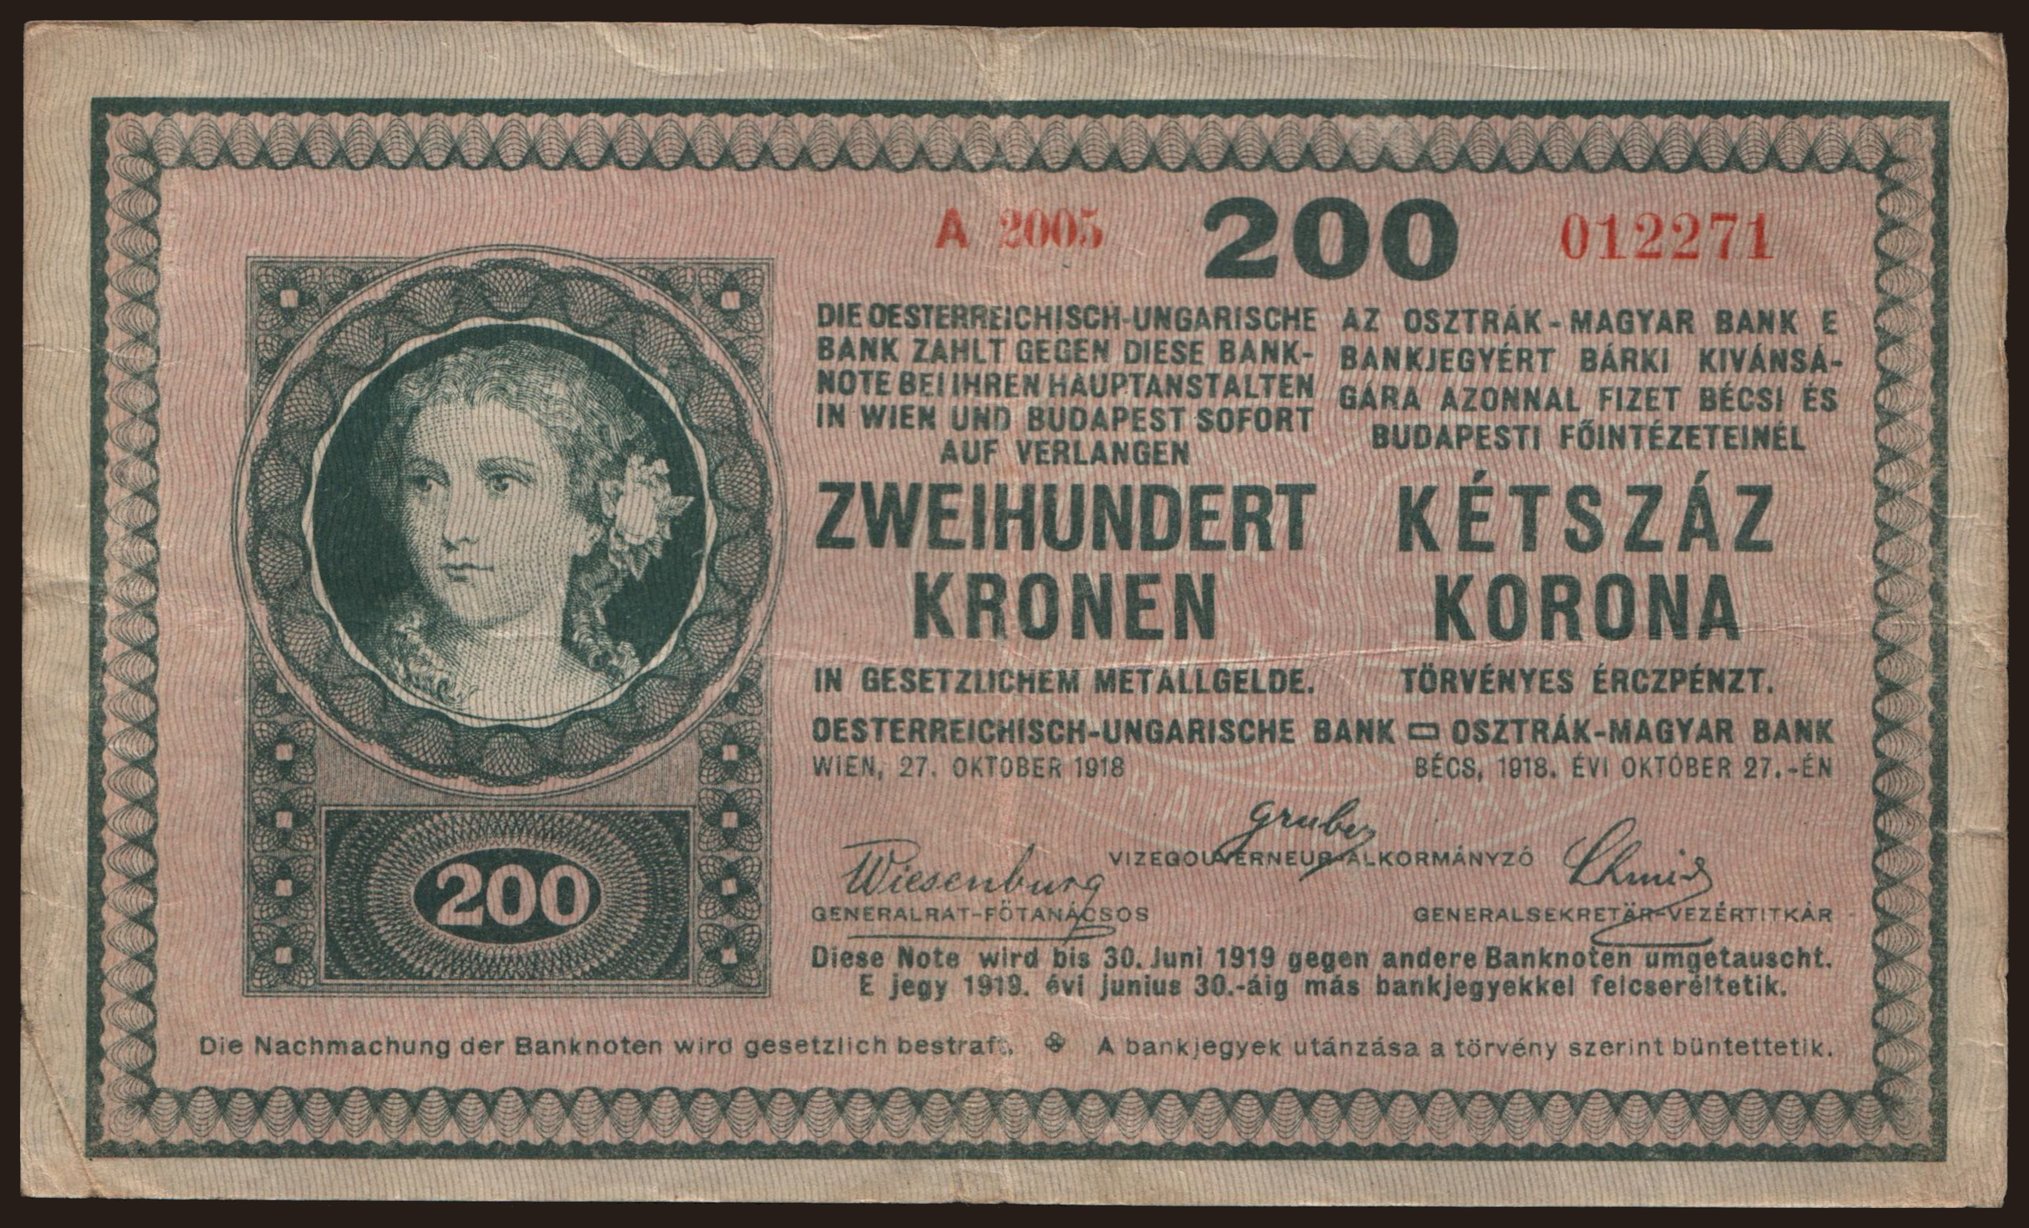 A 2005 200 012271
DIE OESTERREICHISCH-UNGARISCHE
BANK ZAHLT GEGEN DIESE BANK-
NOTE BEI IHREN HAUPTANSTALTEN
IN WIEN UND BUDAPEST SOFORT
AUF VERLANGEN
ZWEIHUNDERT
KRONEN
IN GESETZLICHEM METALLGELDE.
AZ OSZTRÁK-MAGYAR BANK E
BANKJEGYÉRT BÁRKI KIVÁNSÁ-
GÁRA AZONNAL FIZET BÉCSI ÉS
BUDAPESTI FŐINTÉZETEINÉL
KÉTSZÁZ
KORONA
TÖRVÉNYES ÉRCZPÉNZT.
OESTERREICHISCH-UNGARISCHE BANK OSZTRÁK-MAGYAR BANK
WIEN, 27. OKTOBER 1918
BÉCS, 1918. ÉVI OKTÓBER 27.-ÉN
Gruber
VIZEGOUVERNEUR-ALKORMÁNYZÓ
Wiesenburg
GENERALRAT-FŐTANÁCSOS
Schmid
GENERALSEKRETÄR-VEZÉRTITKÁR
Diese Note wird bis 30. Juni 1919 gegen andere Banknoten umgetauscht.
E jegy 1919. évi junius 30.-áig más bankjegyekkel felcseréltetik.
200
Die Nachmachung der Banknoten wird gesetzlich bestraft. A bankjegyek utánzása a törvény szerint büntettetik.